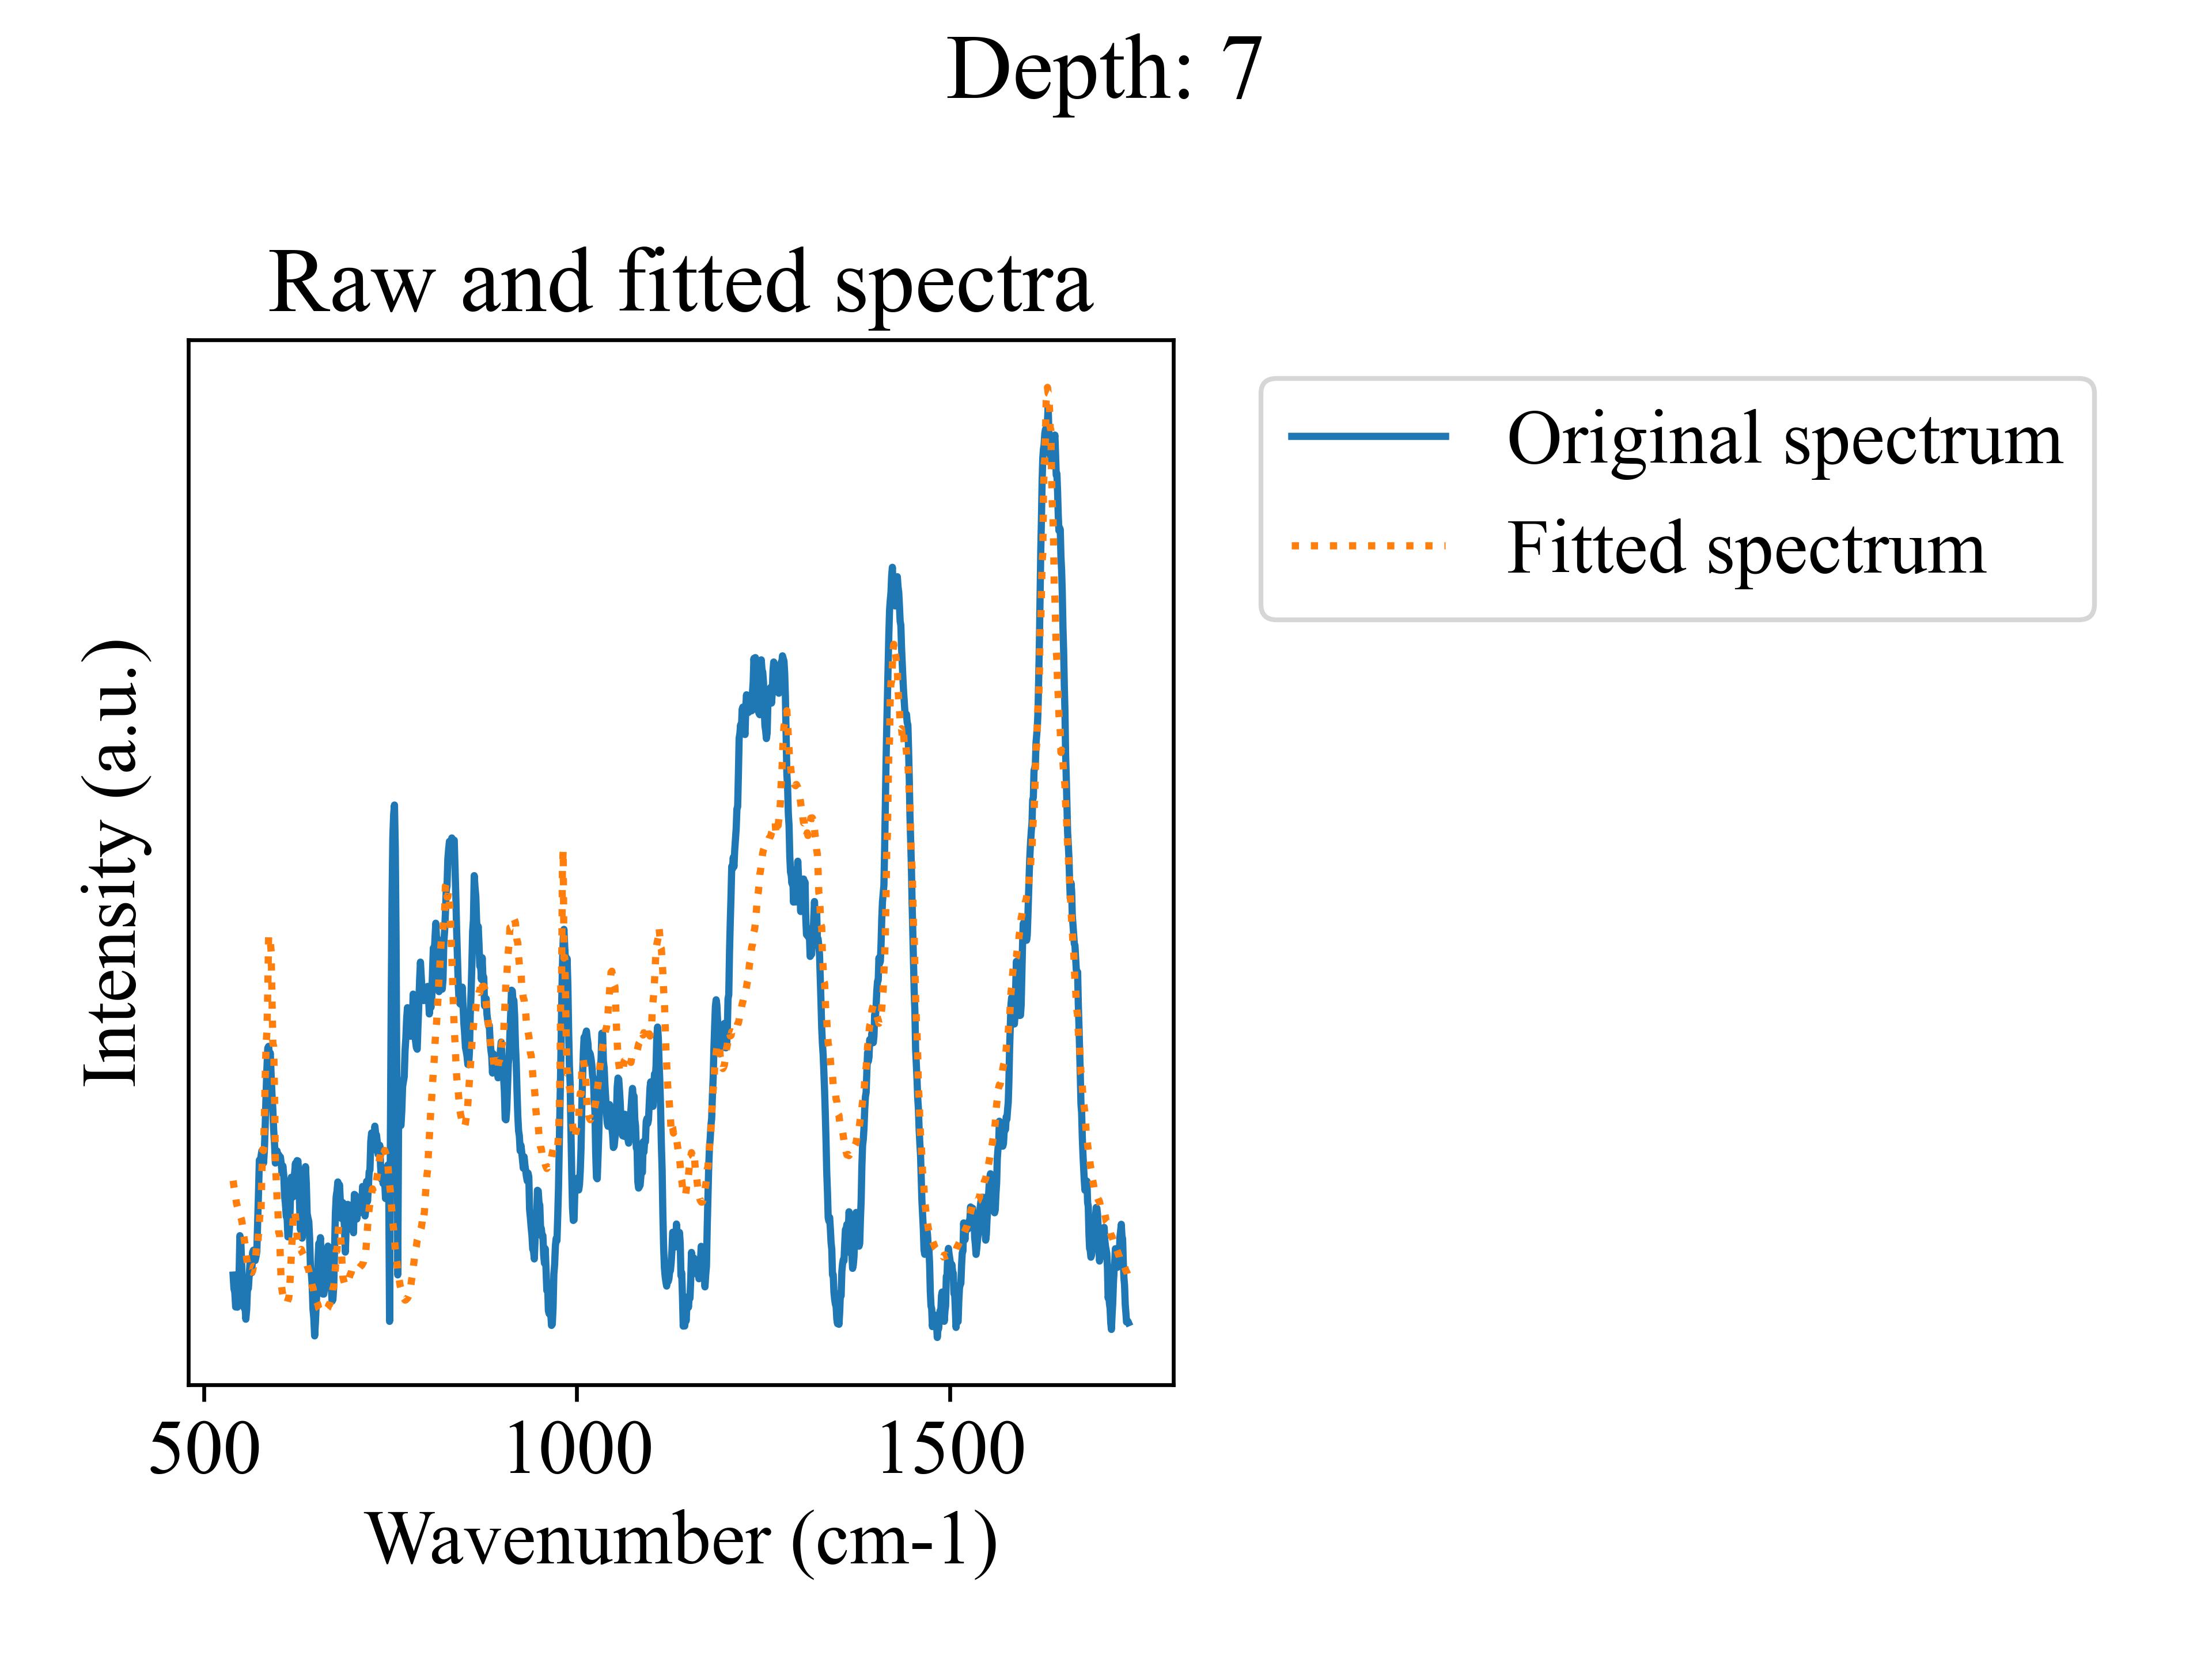 Depth: 7
Raw and fitted spectra
Original spectrum
Fitted spectrum
Intensity (a.u.)
500 1000 1500
Wavenumber (cm-1)